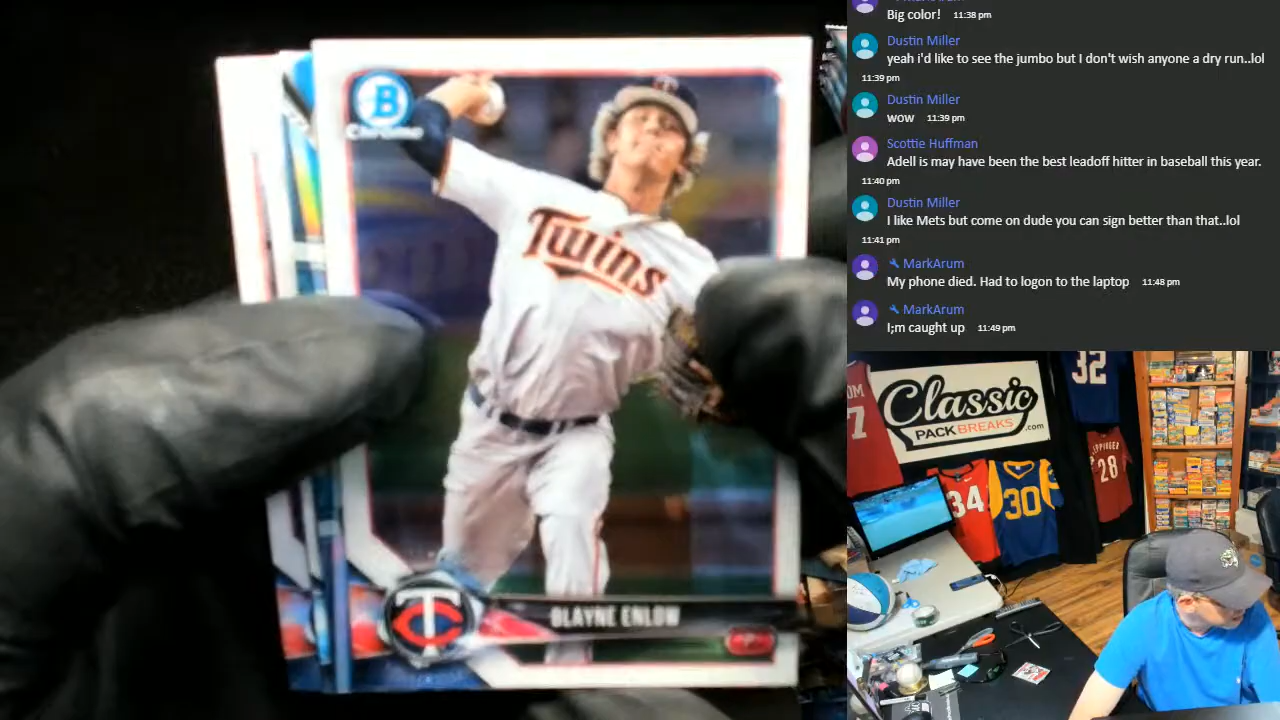 B
Chrome
Twins
TC
BLAYNE ENLOW
P
Big color! 11:38 pm
Dustin Miller
yeah i'd like to see the jumbo but I don't wish anyone a dry run..lol
11:39 pm
Dustin Miller
wow 11:39 pm
Scottie Huffman
Adell is may have been the best leadoff hitter in baseball this year.
11:40 pm
Dustin Miller
I like Mets but come on dude you can sign better than that..lol
11:41 pm
MarkArum
My phone died. Had to logon to the laptop 11:48 pm
MarkArum
I;m caught up 11:49 pm
Classic
PACK BREAKS.com
32
7
34
30
28